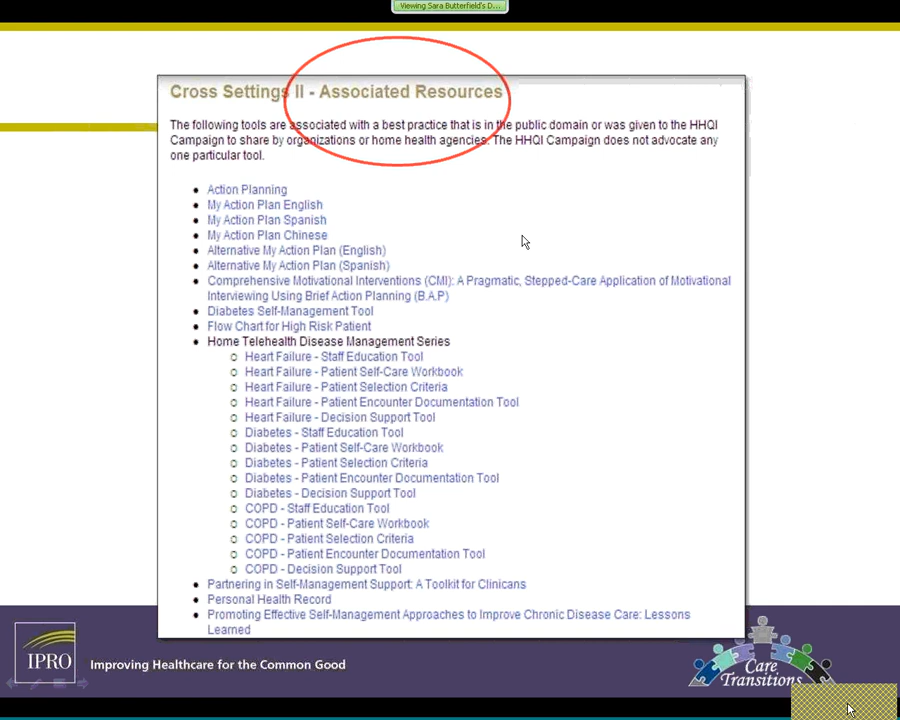 Viewing Sara Butterfield's D...
Cross Settings II - Associated Resources
The following tools are associated with a best practice that is in the public domain or was given to the HHQI
Campaign to share by organizations or home health agencies. The HHQI Campaign does not advocate any
one particular tool.
Action Planning
My Action Plan English
My Action Plan Spanish
My Action Plan Chinese
Alternative My Action Plan (English)
Alternative My Action Plan (Spanish)
Comprehensive Motivational Interventions (CMI): A Pragmatic, Stepped-Care Application of Motivational
Interviewing Using Brief Action Planning (B.A.P)
Diabetes Self-Management Tool
Flow Chart for High Risk Patient
Home Telehealth Disease Management Series
Heart Failure - Staff Education Tool
Heart Failure - Patient Self-Care Workbook
Heart Failure - Patient Selection Criteria
Heart Failure - Patient Encounter Documentation Tool
Heart Failure - Decision Support Tool
Diabetes - Staff Education Tool
Diabetes - Patient Self-Care Workbook
Diabetes - Patient Selection Criteria
Diabetes - Patient Encounter Documentation Tool
Diabetes - Decision Support Tool
COPD - Staff Education Tool
COPD - Patient Self-Care Workbook
COPD - Patient Selection Criteria
COPD - Patient Encounter Documentation Tool
COPD - Decision Support Tool
Partnering in Self-Management Support: A Toolkit for Clinicans
Personal Health Record
Promoting Effective Self-Management Approaches to Improve Chronic Disease Care: Lessons
Learned
IPRO
Improving Healthcare for the Common Good
Care
Transitions